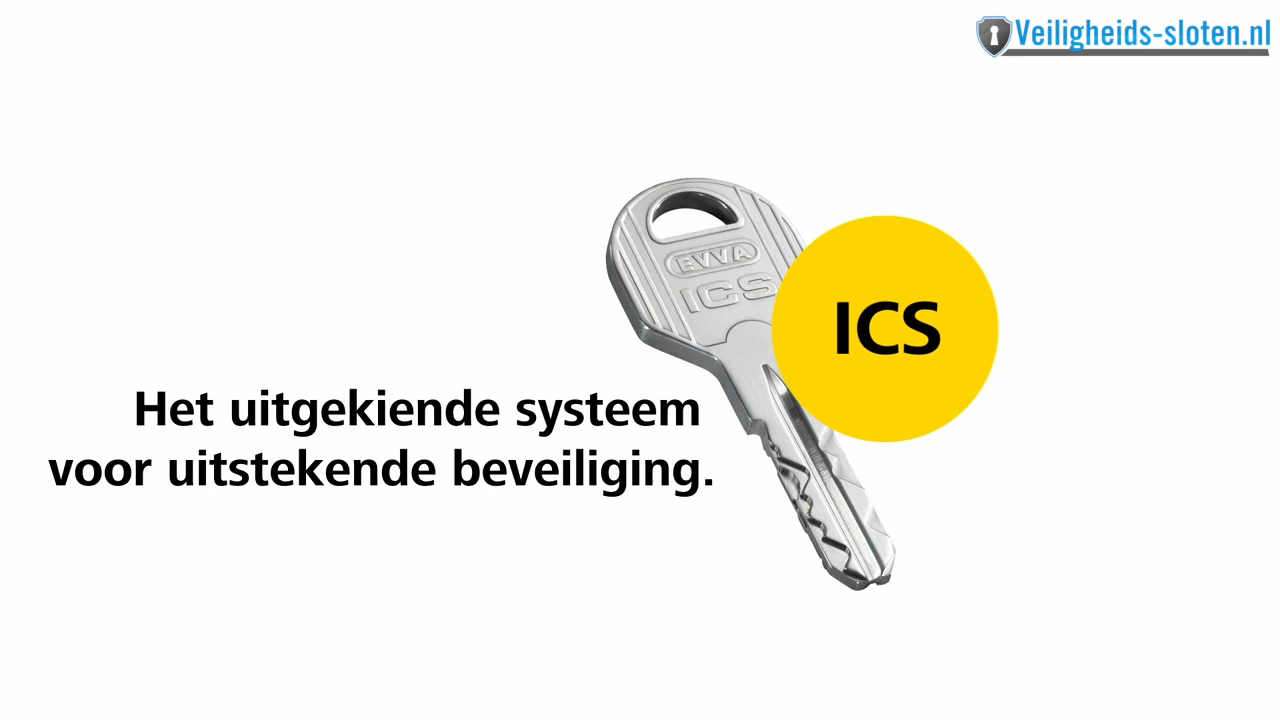 Veiligheids-sloten.nl
EVVA
ICS
ICS
Het uitgekiende systeem
voor uitstekende beveiliging.